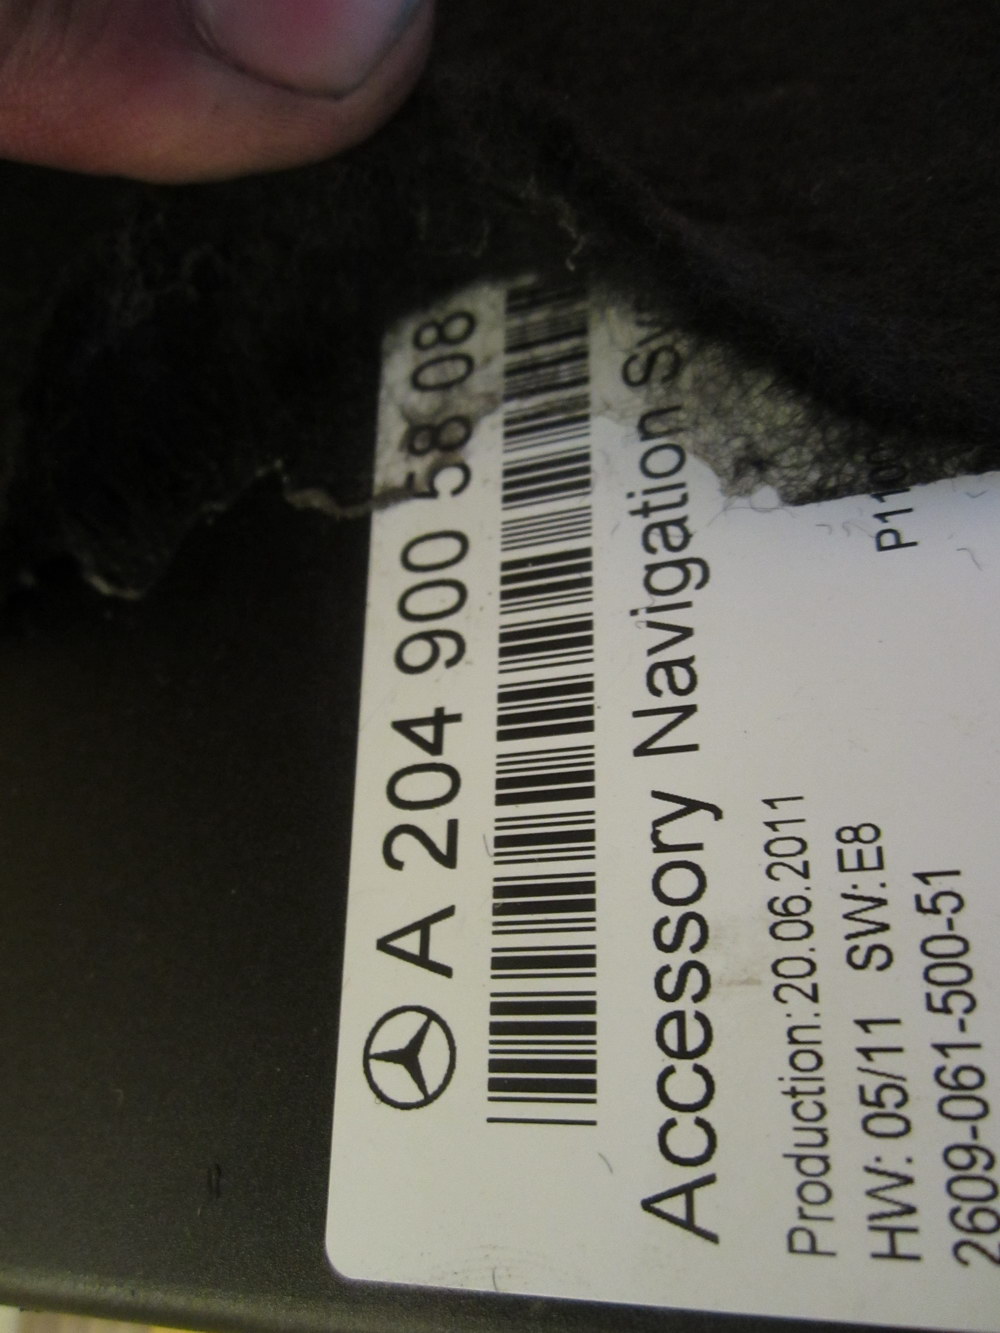 A 204 900 58 08
Accessory Navigation
Production:20.06.2011
HW: 05/11 SW:E8
2609-061-500-51